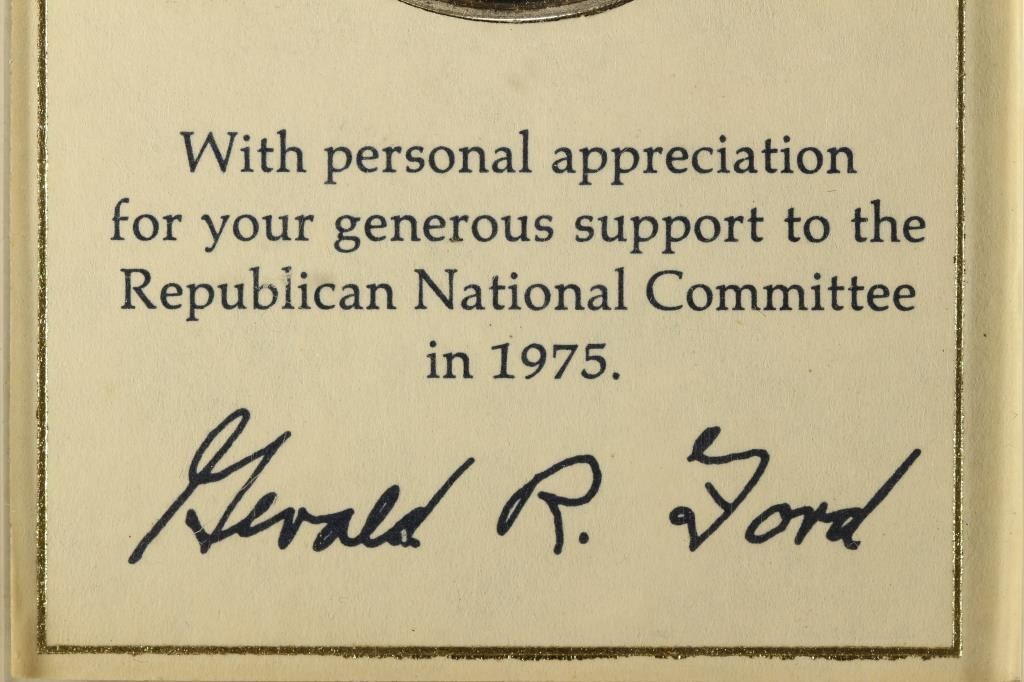 With personal appreciation
for your generous support to the
Republican National Committee
in 1975.
Gerald R. Ford